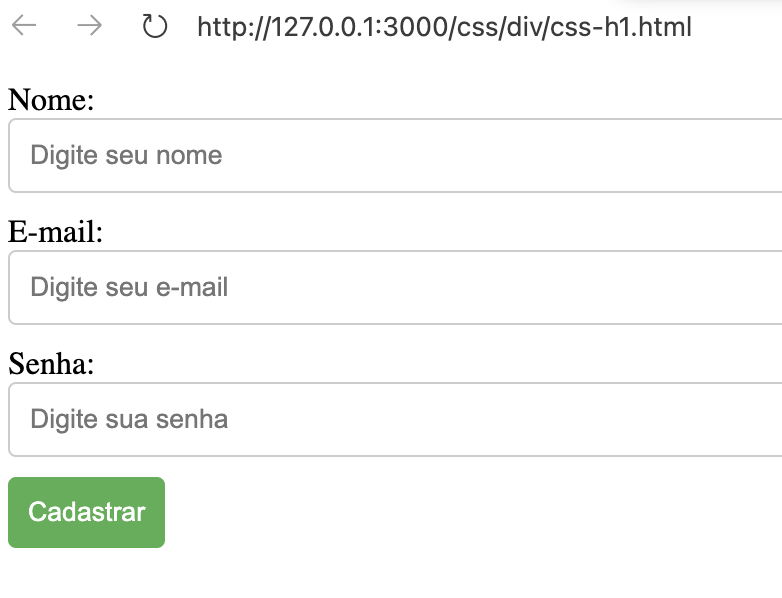 http://127.0.0.1:3000/css/div/css-h1.html
Nome:
Digite seu nome
E-mail:
Digite seu e-mail
Senha:
Digite sua senha
Cadastrar